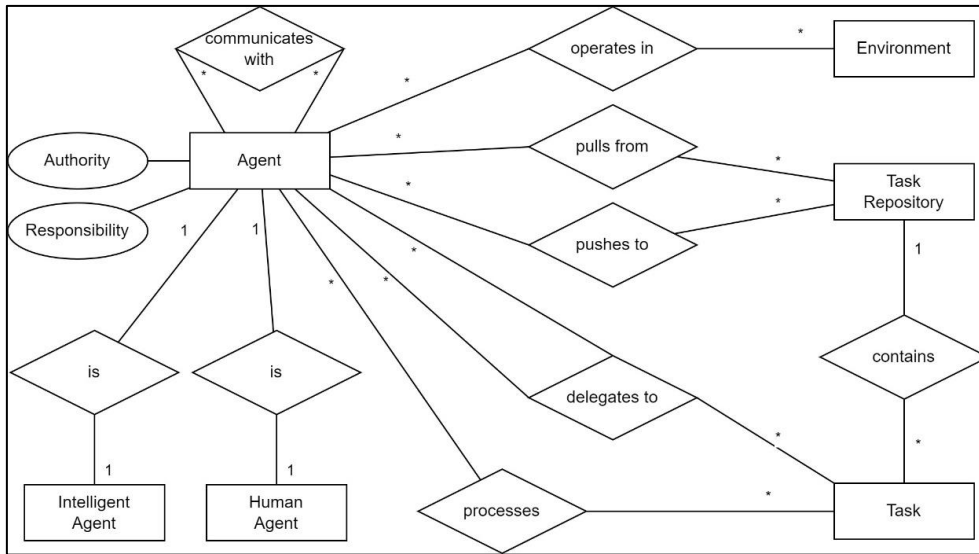 communicates
with
*
*
operates in
*
*
Environment
Authority
Agent
*
pulls from
*
Task
Repository
Responsibility
*
pushes to
*
1
1
*
*
*
1
is
is
delegates to
contains
*
*
1
1
Intelligent
Agent
Human
Agent
processes
*
Task